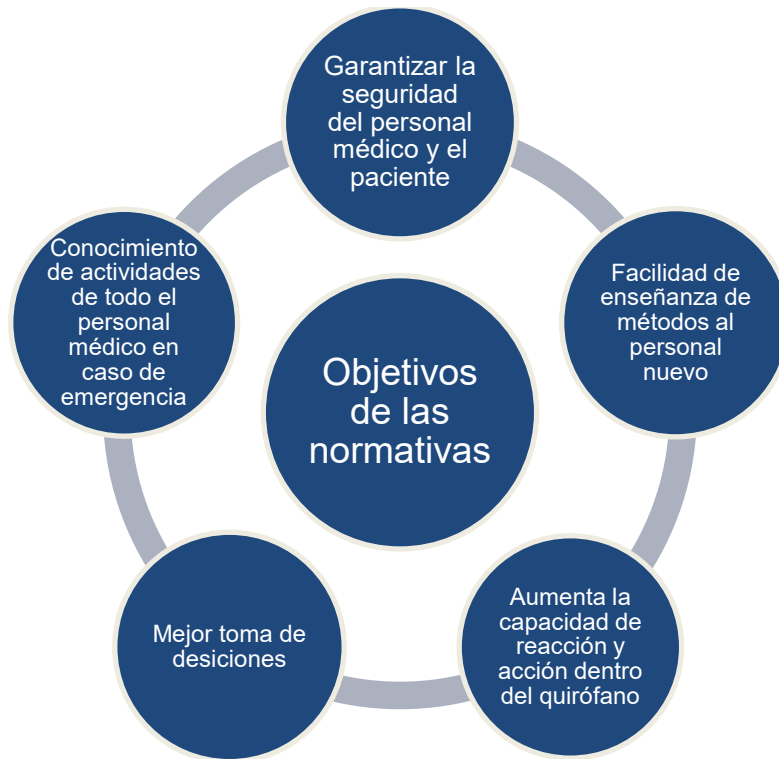 Garantizar la
seguridad
del personal
médico y el
paciente
Facilidad de
enseñanza de
métodos al
personal
nuevo
Aumenta la
capacidad de
reacción y
acción dentro
del quirófano
Mejor toma de
desiciones
Conocimiento
de actividades
de todo el
personal
médico en
caso de
emergencia
Objetivos
de las
normativas